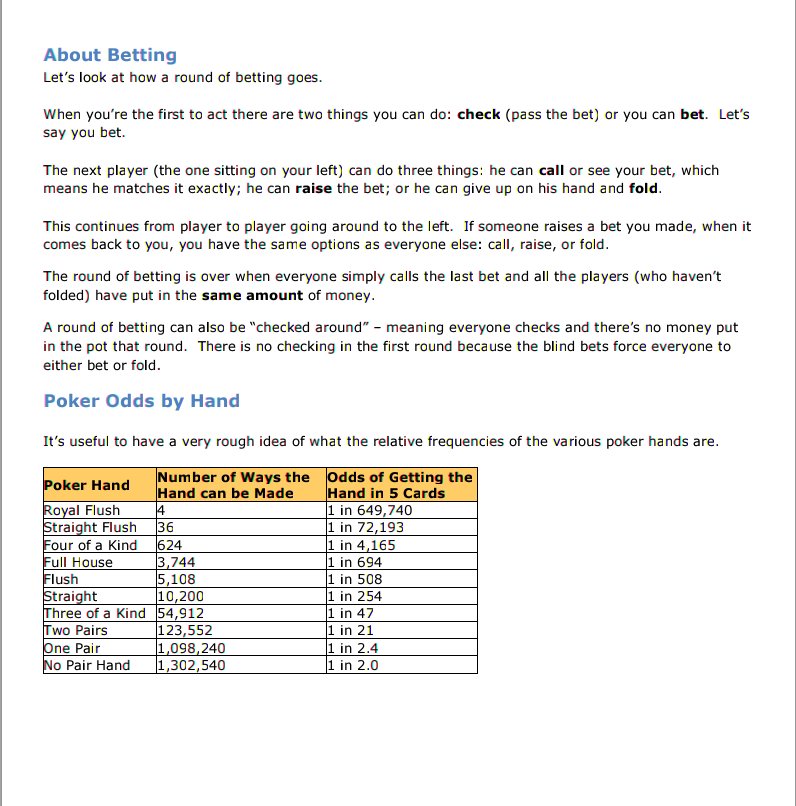 About Betting
Let's look at how a round of betting goes.
When you're the first to act there are two things you can do: check (pass the bet) or you can bet.  Let's
say you bet.
The next player (the one sitting on your left) can do three things: he can call or see your bet, which
means he matches it exactly; he can raise the bet; or he can give up on his hand and fold.
This continues from player to player going around to the left.  If someone raises a bet you made, when it
comes back to you, you have the same options as everyone else: call, raise, or fold.
The round of betting is over when everyone simply calls the last bet and all the players (who haven't
folded) have put in the same amount of money.
A round of betting can also be "checked around" – meaning everyone checks and there's no money put
in the pot that round.  There is no checking in the first round because the blind bets force everyone to
either bet or fold.
Poker Odds by Hand
It's useful to have a very rough idea of what the relative frequencies of the various poker hands are.
Poker Hand Number of Ways the Hand can be Made Odds of Getting the Hand in 5 Cards
Royal Flush 4 1 in 649,740
Straight Flush 36 1 in 72,193
Four of a Kind 624 1 in 4,165
Full House 3,744 1 in 694
Flush 5,108 1 in 508
Straight 10,200 1 in 254
Three of a Kind 54,912 1 in 47
Two Pairs 123,552 1 in 21
One Pair 1,098,240 1 in 2.4
No Pair Hand 1,302,540 1 in 2.0